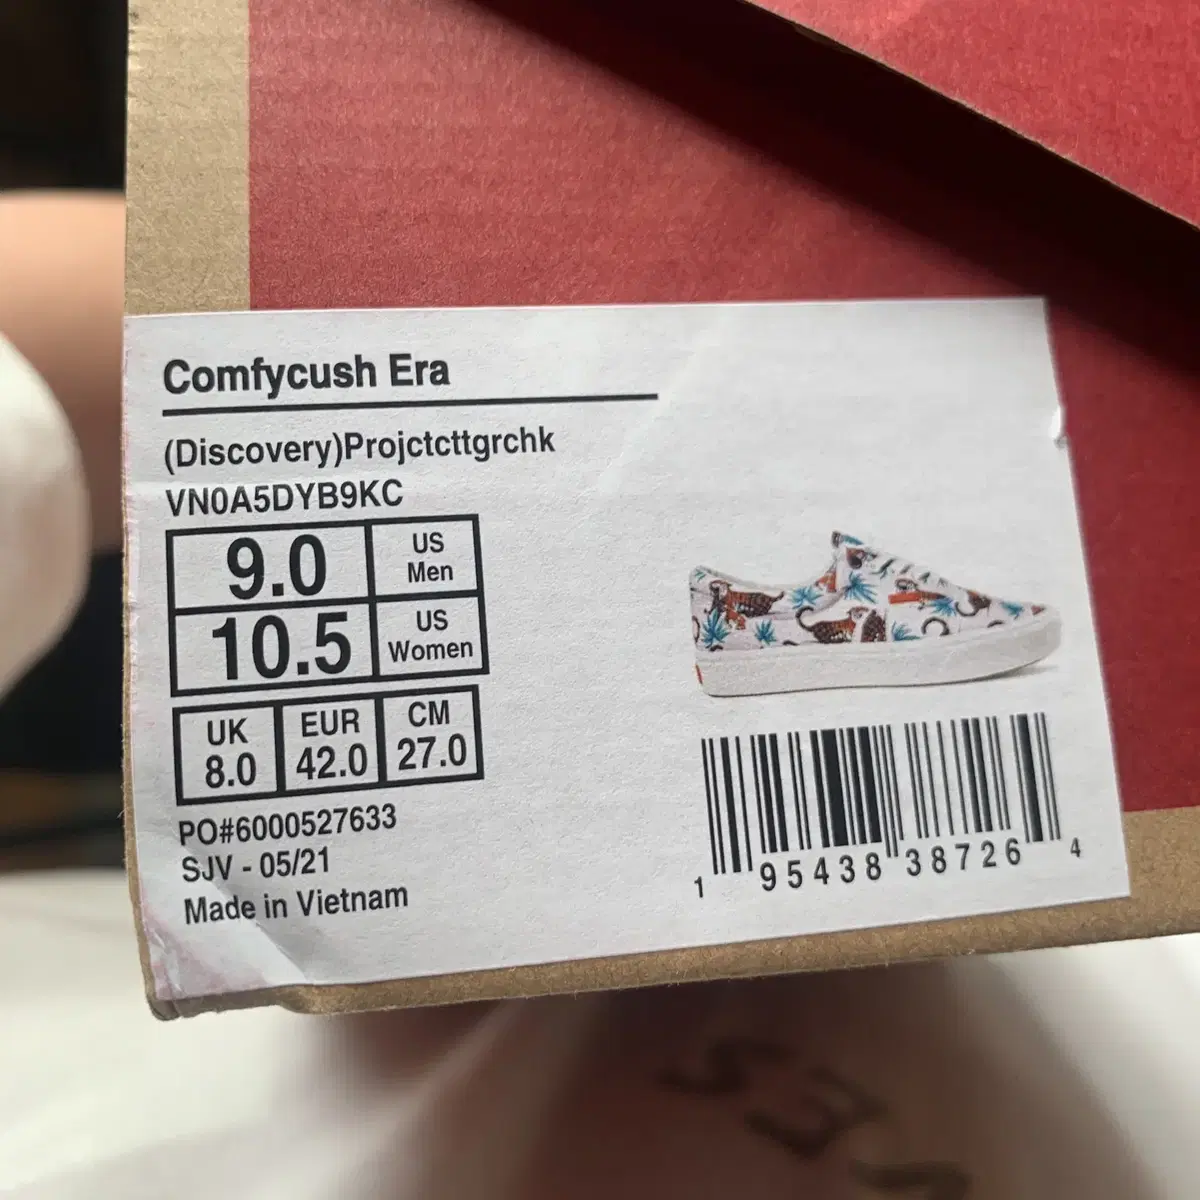 Comfycush Era
(Discovery)Projctcttgrchk
VN0A5DYB9KC
9.0 US Men
10.5 US Women
UK EUR CM
8.0 42.0 27.0
PO#6000527633
SJV - 05/21
Made in Vietnam
1 95438 38726 4